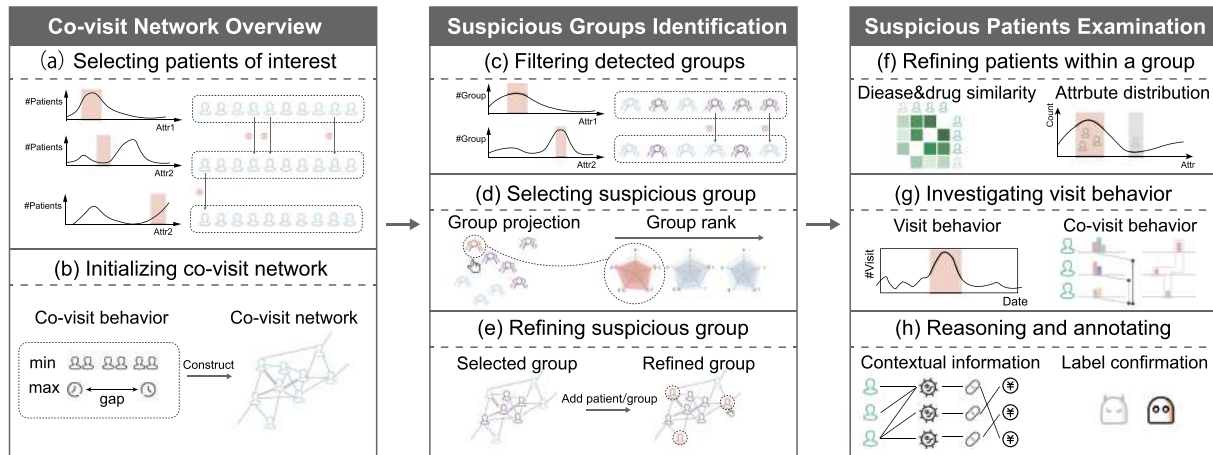 Co-visit Network Overview
(a) Selecting patients of interest
#Patients
Attr1
#Patients
Attr2
#Patients
Attr2
(b) Initializing co-visit network
Co-visit behavior
Co-visit network
min
max
gap
Construct
Suspicious Groups Identification
(c) Filtering detected groups
#Group
Attr1
#Group
Attr2
(d) Selecting suspicious group
Group projection
Group rank
(e) Refining suspicious group
Selected group
Refined group
Add patient/group
Suspicious Patients Examination
(f) Refining patients within a group
Diease&drug similarity
Attrbute distribution
Count
Attr
(g) Investigating visit behavior
Visit behavior
Co-visit behavior
#Visit
Date
(h) Reasoning and annotating
Contextual information
Label confirmation
¥
¥
¥